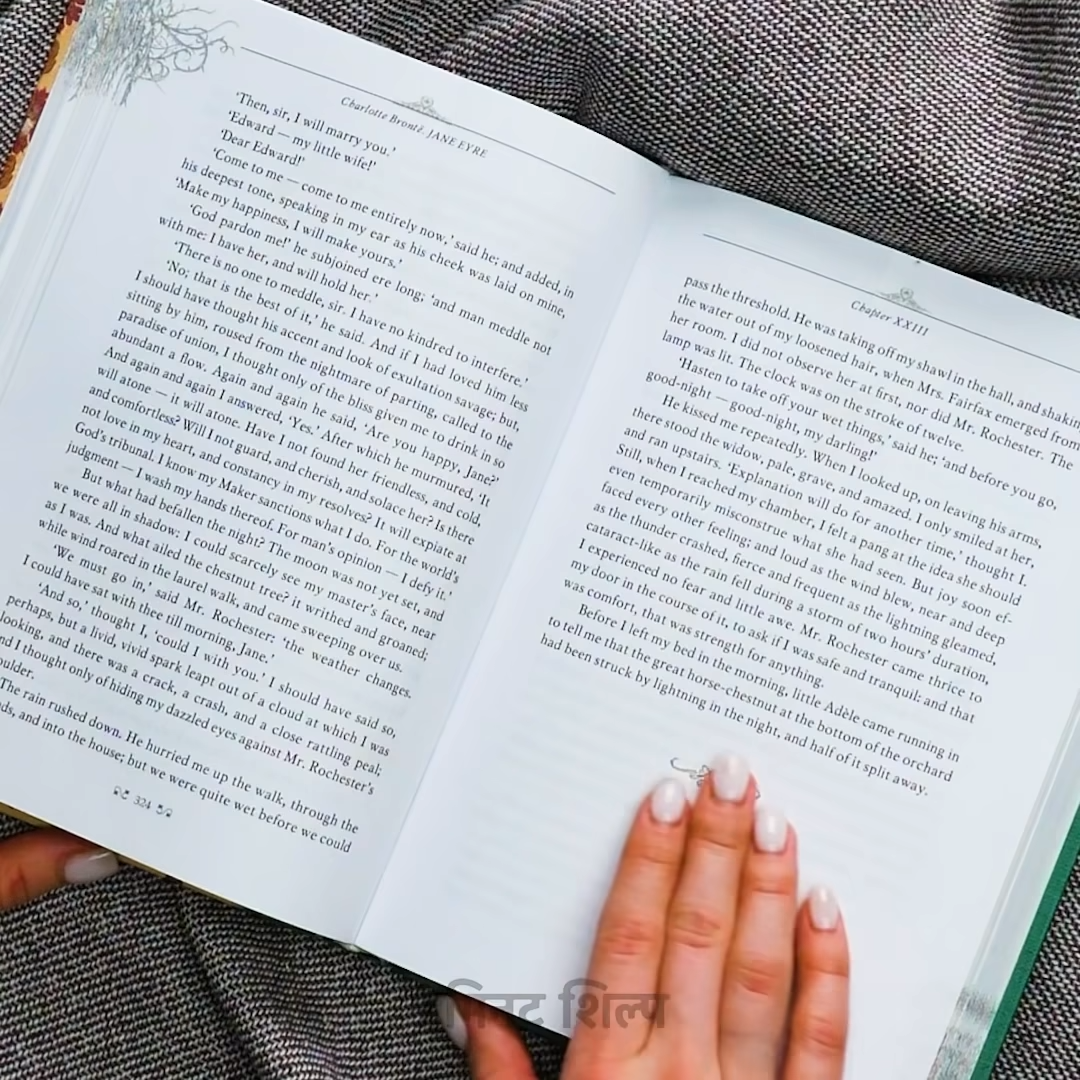 Charlotte Brontë. JANE EYRE
'Then, sir, I will marry you.'
'Edward — my little wife!'
'Dear Edward!'
'Come to me — come to me entirely now,' said he; and added, in
his deepest tone, speaking in my ear as his cheek was laid on mine,
'Make my happiness, I will make yours.'
'God pardon me!' he subjoined ere long; 'and man meddle not
with me: I have her, and will hold her.'
'There is no one to meddle, sir. I have no kindred to interfere.'
'No; that is the best of it,' he said. And if I had loved him less
I should have thought his accent and look of exultation savage; but,
sitting by him, roused from the nightmare of parting, called to the
paradise of union, I thought only of the bliss given me to drink in so
abundant a flow. Again and again he said, 'Are you happy, Jane?'
And again and again I answered, 'Yes.' After which he murmured, 'It
will atone — it will atone. Have I not found her friendless, and cold,
and comfortless? Will I not guard, and cherish, and solace her? Is there
not love in my heart, and constancy in my resolves? It will expiate at
God's tribunal. I know my Maker sanctions what I do. For the world's
judgment — I wash my hands thereof. For man's opinion — I defy it.'
But what had befallen the night? The moon was not yet set, and
we were all in shadow: I could scarcely see my master's face, near
as I was. And what ailed the chestnut tree? it writhed and groaned;
while wind roared in the laurel walk, and came sweeping over us.
'We must go in,' said Mr. Rochester: 'the weather changes.
I could have sat with thee till morning, Jane.'
'And so,' thought I, 'could I with you.' I should have said so,
perhaps, but a livid, vivid spark leapt out of a cloud at which I was
looking, and there was a crack, a crash, and a close rattling peal;
nd I thought only of hiding my dazzled eyes against Mr. Rochester's
oulder.
The rain rushed down. He hurried me up the walk, through the
ds, and into the house; but we were quite wet before we could
324
Chapter XXIII
pass the threshold. He was taking off my shawl in the hall, and shakin
the water out of my loosened hair, when Mrs. Fairfax emerged from
her room. I did not observe her at first, nor did Mr. Rochester. The
lamp was lit. The clock was on the stroke of twelve.
'Hasten to take off your wet things,' said he; 'and before you go,
good-night — good-night, my darling!'
He kissed me repeatedly. When I looked up, on leaving his arms,
there stood the widow, pale, grave, and amazed. I only smiled at her,
and ran upstairs. 'Explanation will do for another time,' thought I.
Still, when I reached my chamber, I felt a pang at the idea she should
even temporarily misconstrue what she had seen. But joy soon ef-
faced every other feeling; and loud as the wind blew, near and deep
as the thunder crashed, fierce and frequent as the lightning gleamed,
cataract-like as the rain fell during a storm of two hours' duration,
I experienced no fear and little awe. Mr. Rochester came thrice to
my door in the course of it, to ask if I was safe and tranquil: and that
was comfort, that was strength for anything.
Before I left my bed in the morning, little Adèle came running in
to tell me that the great horse-chestnut at the bottom of the orchard
had been struck by lightning in the night, and half of it split away.
शिल्प